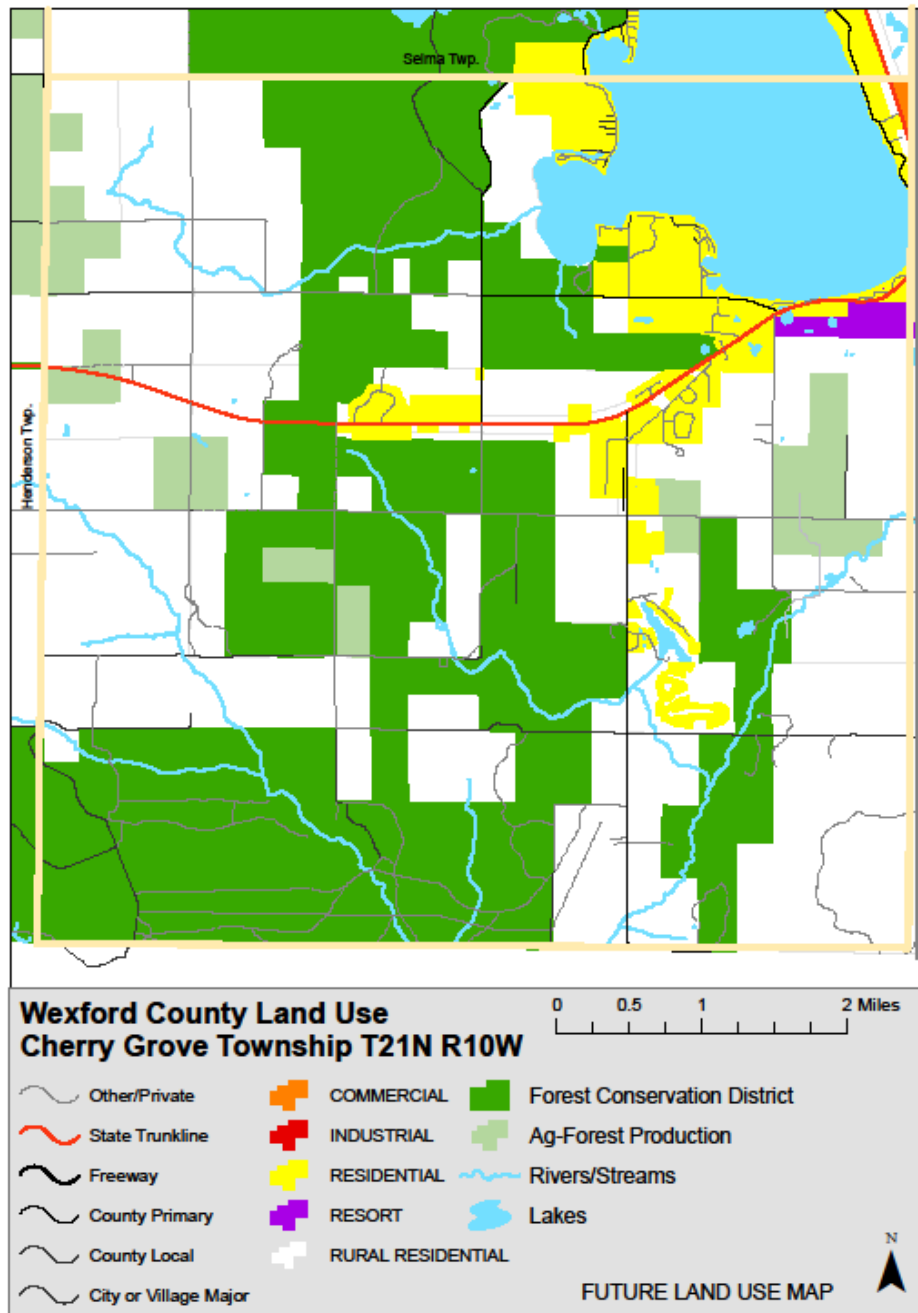 Selma Twp.
Henderson Twp.
Wexford County Land Use
Cherry Grove Township T21N R10W
0 0.5 1 2 Miles
Other/Private
State Trunkline
Freeway
County Primary
County Local
City or Village Major
COMMERCIAL
INDUSTRIAL
RESIDENTIAL
RESORT
RURAL RESIDENTIAL
Forest Conservation District
Ag-Forest Production
Rivers/Streams
Lakes
N
FUTURE LAND USE MAP